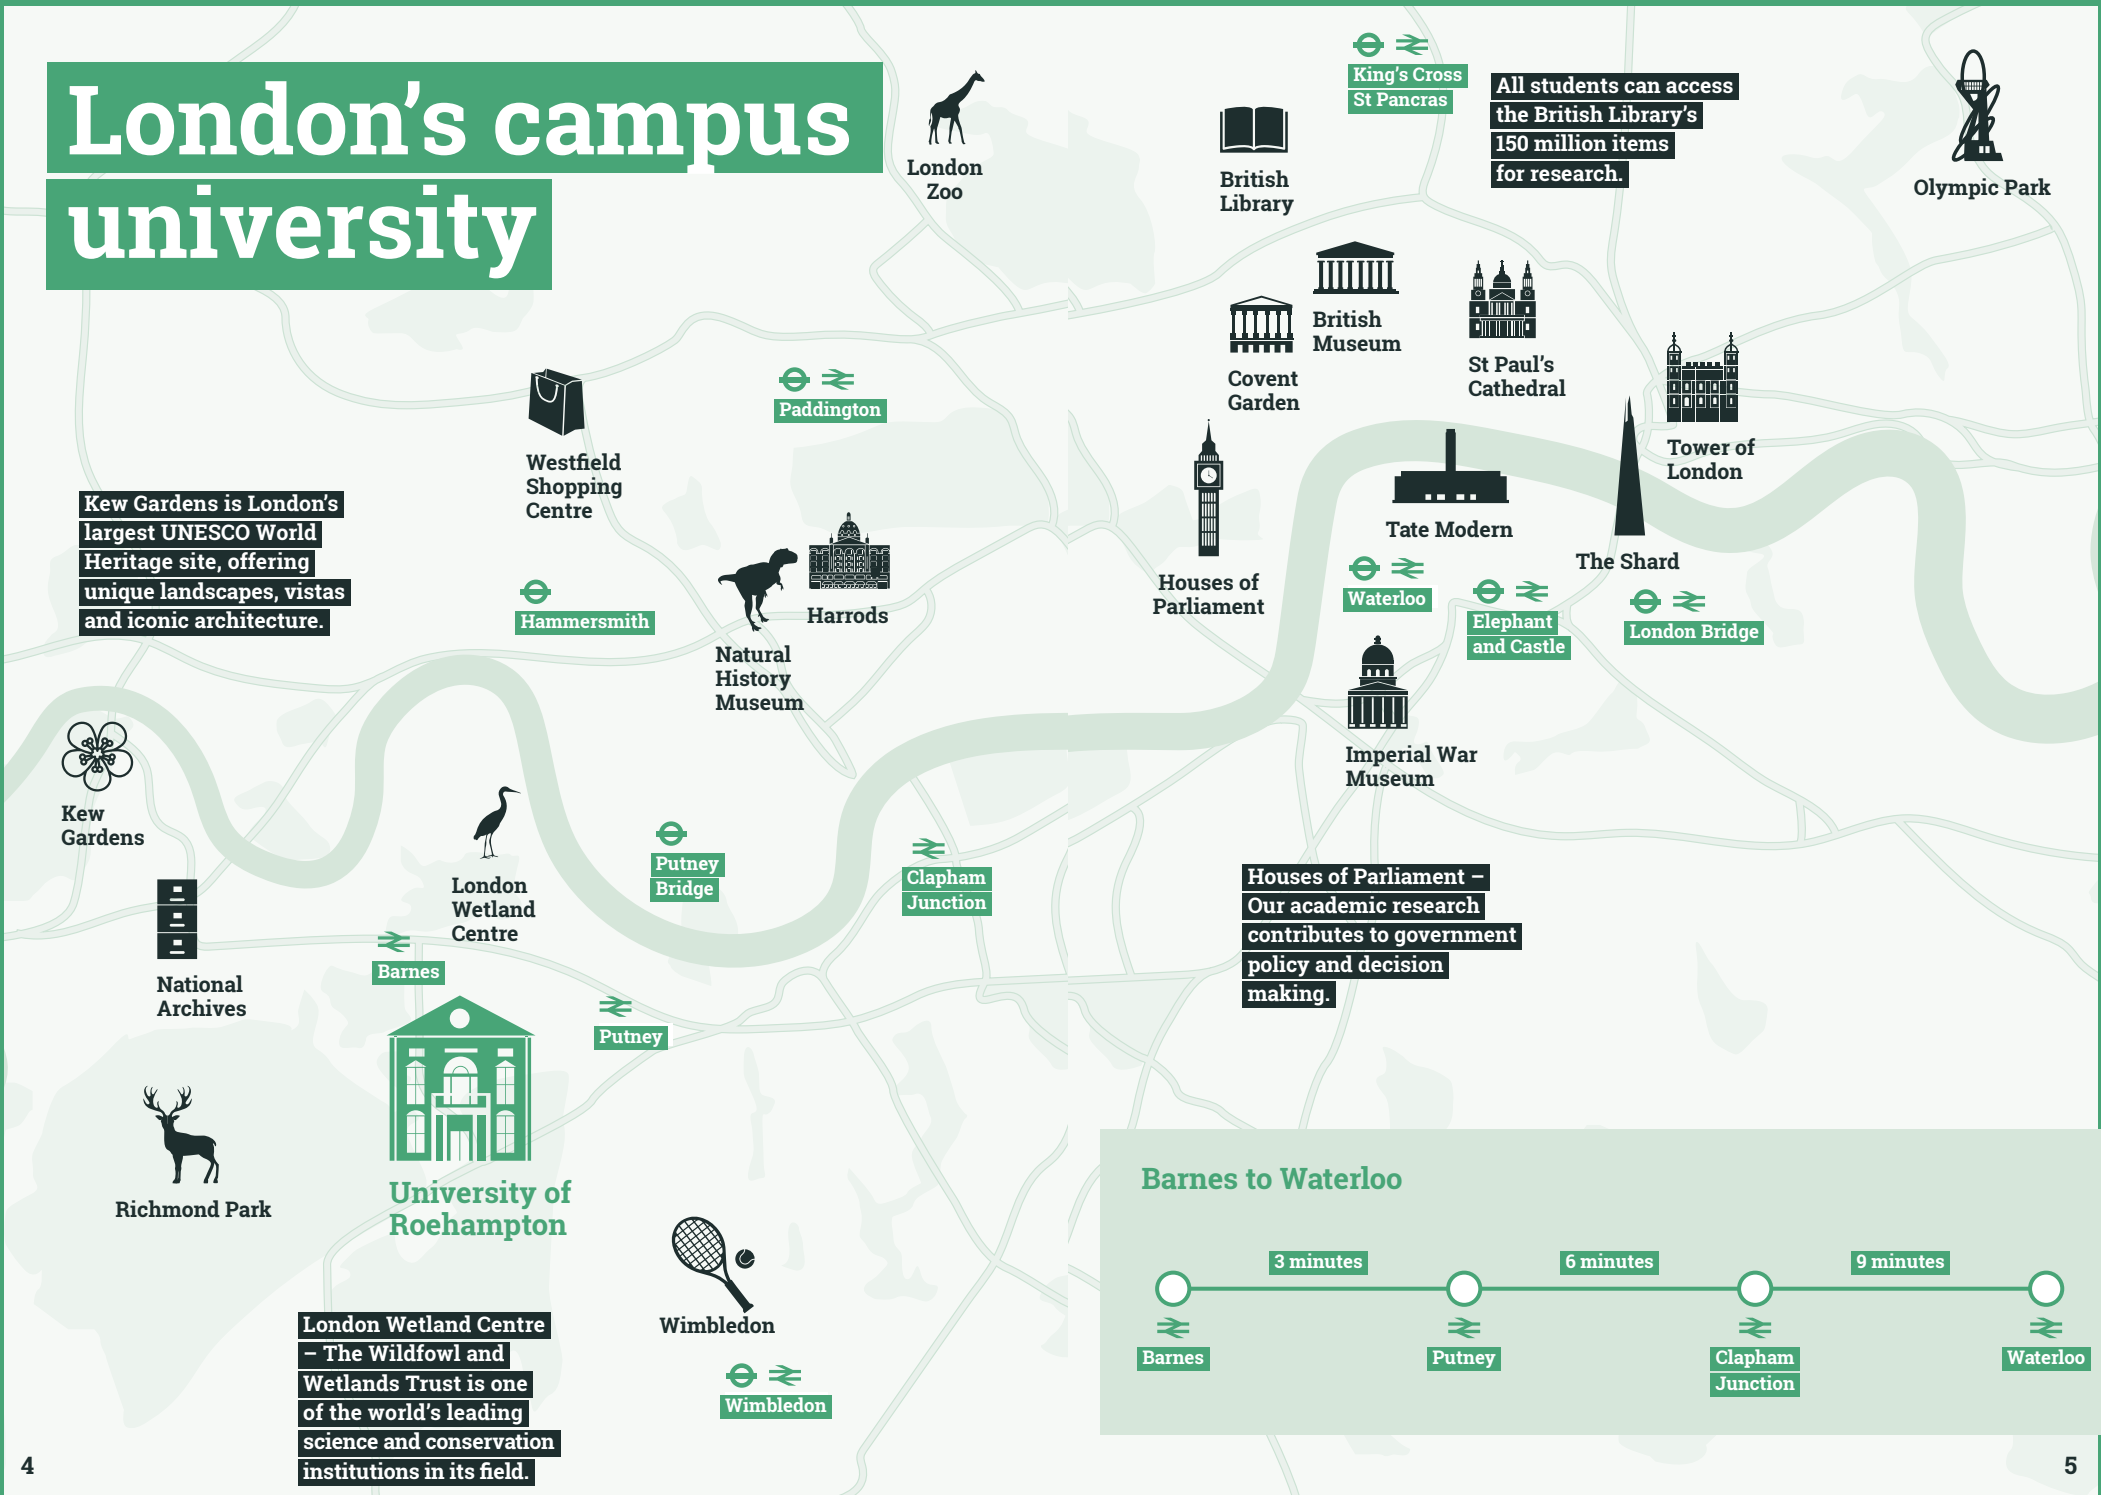 London's campus
university
London
Zoo
King's Cross
St Pancras
All students can access
the British Library's
150 million items
for research.
British
Library
Olympic Park
British
Museum
Covent
Garden
St Paul's
Cathedral
Tower of
London
Paddington
Westfield
Shopping
Centre
Kew Gardens is London's
largest UNESCO World
Heritage site, offering
unique landscapes, vistas
and iconic architecture.
Hammersmith
Harrods
Natural
History
Museum
Houses of
Parliament
Tate Modern
The Shard
Waterloo
Elephant
and Castle
London Bridge
Imperial War
Museum
Kew
Gardens
London
Wetland
Centre
Putney
Bridge
Clapham
Junction
National
Archives
Barnes
Putney
Houses of Parliament –
Our academic research
contributes to government
policy and decision
making.
Richmond Park
University of
Roehampton
Wimbledon
Wimbledon
London Wetland Centre
– The Wildfowl and
Wetlands Trust is one
of the world's leading
science and conservation
institutions in its field.
Barnes to Waterloo
3 minutes
6 minutes
9 minutes
Barnes
Putney
Clapham
Junction
Waterloo
4
5